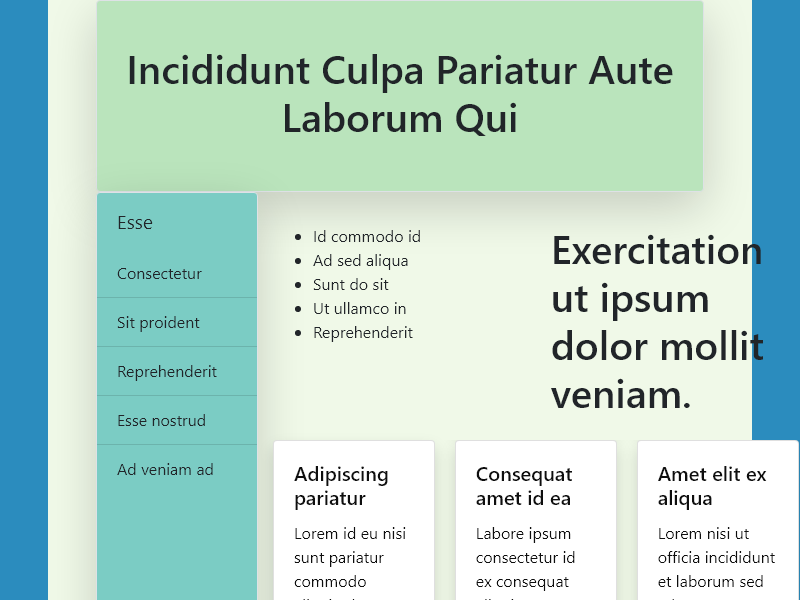 Incididunt Culpa Pariatur Aute
Laborum Qui
Esse
Consectetur
Sit proident
Reprehenderit
Esse nostrud
Ad veniam ad
Id commodo id
Ad sed aliqua
Sunt do sit
Ut ullamco in
Reprehenderit
Exercitation
ut ipsum
dolor mollit
veniam.
Adipiscing
pariatur
Lorem id eu nisi
sunt pariatur
commodo
Consequat
amet id ea
Labore ipsum
consectetur id
ex consequat
Amet elit ex
aliqua
Lorem nisi ut
officia incididunt
et laborum sed